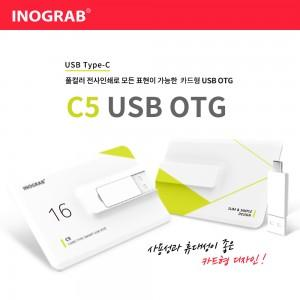 INOGRAB®
USB Type-C
풀컬러 전사인쇄로 모든 표현이 가능한 카드형 USB OTG
C5 USB OTG
INOGRAB®
16
C5
SLIM & SIMPLE
DESIGN
사용성과 휴대성이 좋은
카드형 디자인!